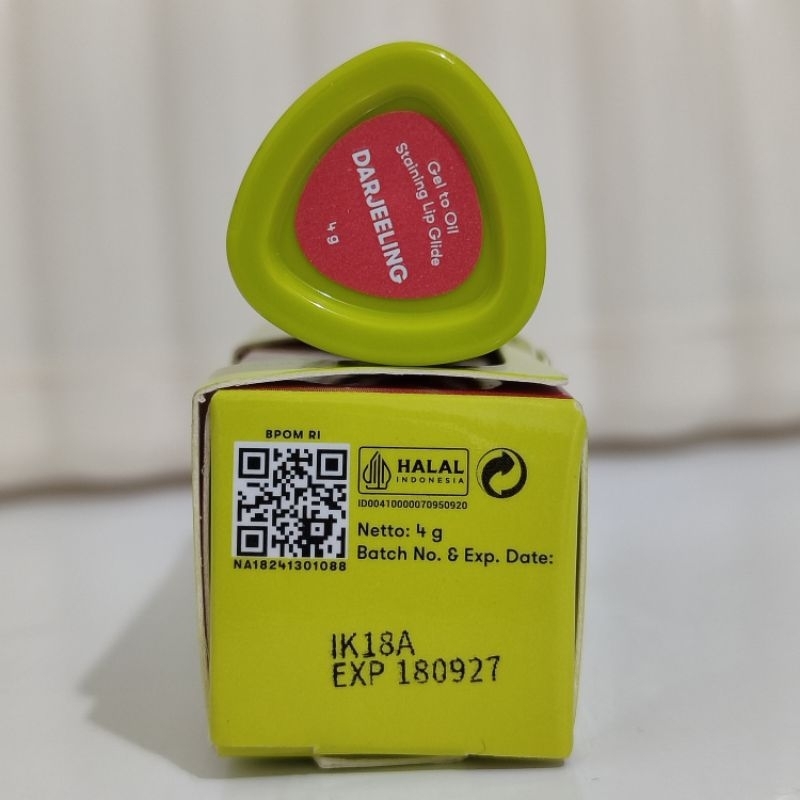 Gel to Oil
Staining Lip Glide
DARJEELING
4 g
BPOM RI
NA18241301088
HALAL
INDONESIA
ID00410000070950920
Netto: 4 g
Batch No. & Exp. Date:
IK18A
EXP 180927